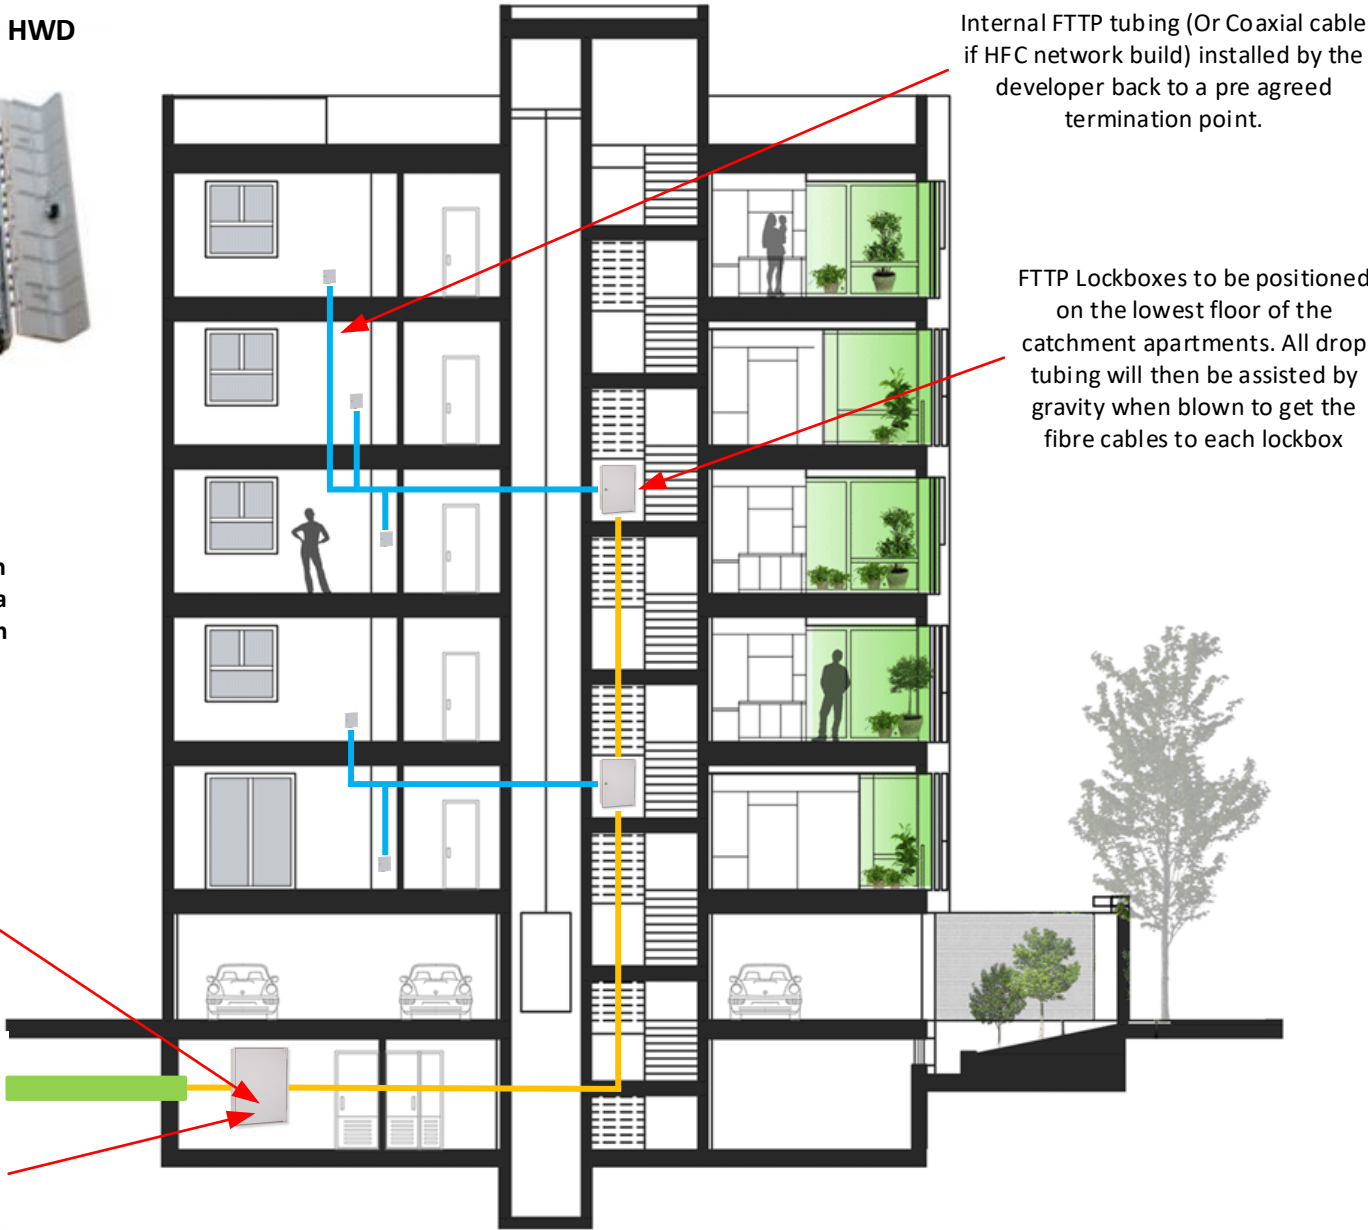 HWD
Internal FTTP tubing (Or Coaxial cable
if HFC network build) installed by the
developer back to a pre agreed
termination point.
FTTP Lockboxes to be positioned
on the lowest floor of the
catchment apartments. All drop
tubing will then be assisted by
gravity when blown to get the
fibre cables to each lockbox
n
a
n